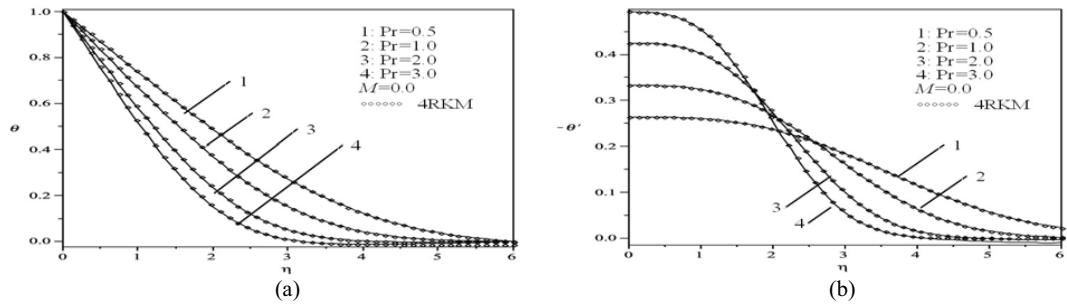 1.0
0.8
0.6
θ
0.4
0.2
0.0
0 1 2 3 4 5 6
η
1: Pr=0.5
2: Pr=1.0
3: Pr=2.0
4: Pr=3.0
M=0.0
4RKM
1
2
3
4
(a)
0.4
0.3
-θ'
0.2
0.1
0.0
0 1 2 3 4 5 6
η
1: Pr=0.5
2: Pr=1.0
3: Pr=2.0
4: Pr=3.0
M=0.0
4RKM
1
2
3
4
(b)